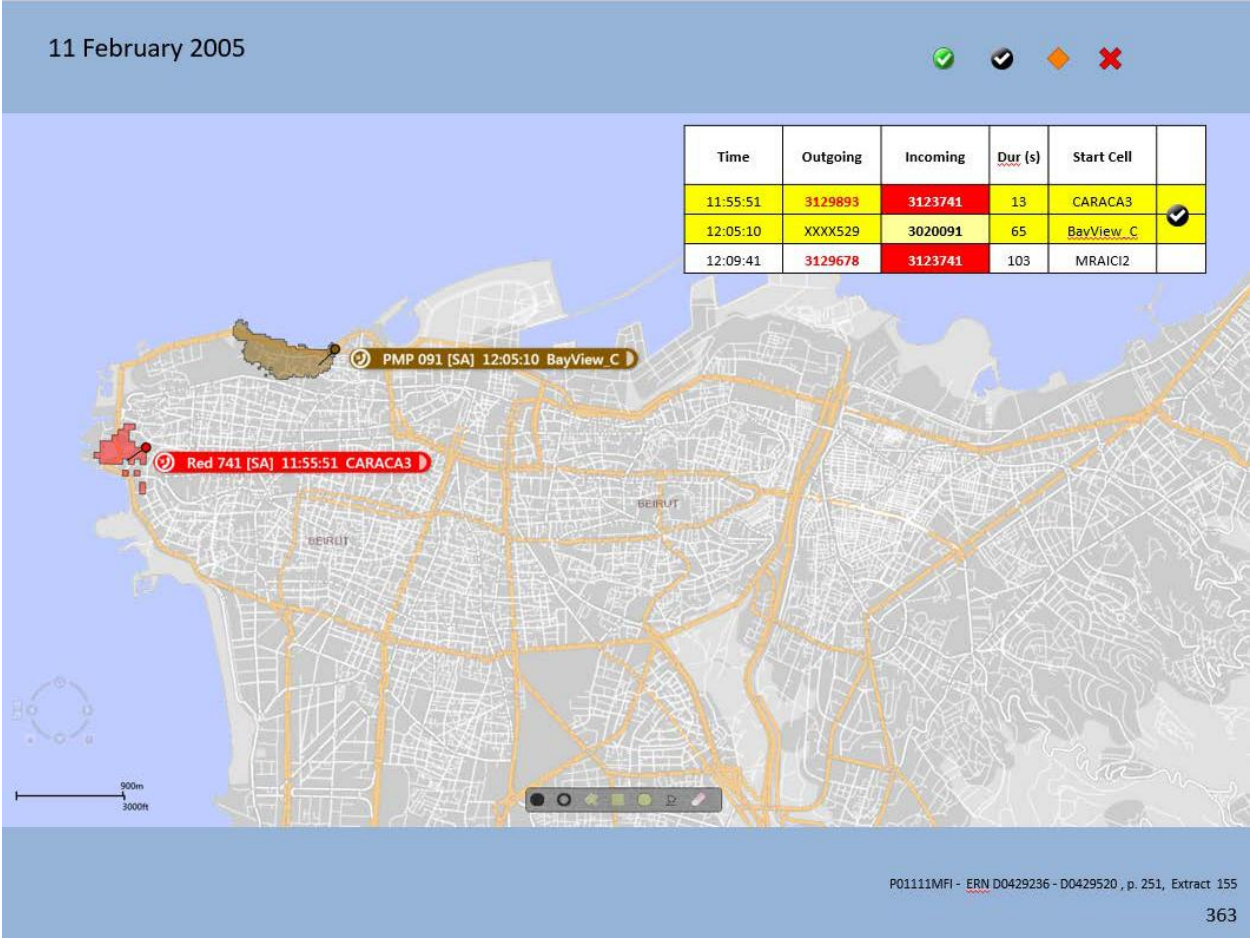 11 February 2005
Time Outgoing Incoming Dur (s) Start Cell
11:55:51 3129893 3123741 13 CARACA3
12:05:10 XXXX529 3020091 65 BayView_C
12:09:41 3129678 3123741 103 MRAICI2
PMP 091 [SA] 12:05:10 BayView_C
Red 741 [SA] 11:55:51 CARACA3
BEIRUT
BEIRUT
900m
3000ft
P01111MFI - ERN D0429236 - D0429520 , p. 251, Extract 155
363